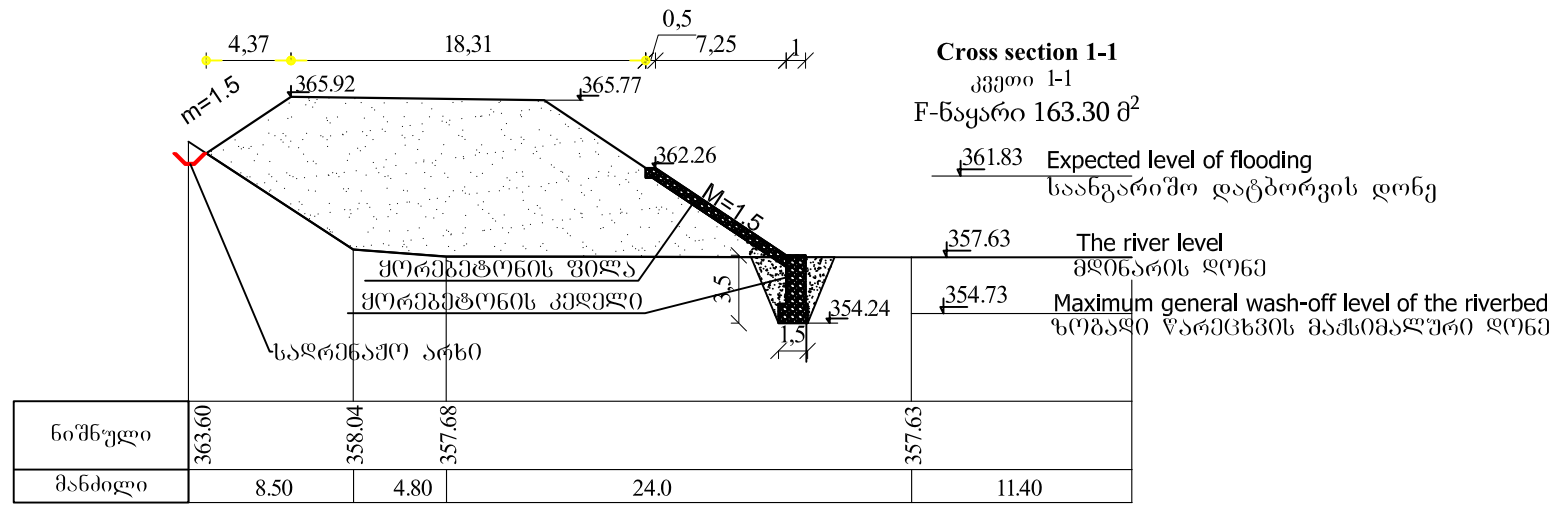 0,5
4,37 18,31 7,25 1
Cross section 1-1
კვეთი 1-1
F-ნაყარი 163.30 მ²
m=1.5
365.92 365.77
362.26
M=1.5
361.83 Expected level of flooding
საანგარიშო დატბორვის დონე
357.63 The river level
მდინარის დონე
ყორებეტონის ფილა
3,5
ყორებეტონის კედელი
354.24
354.73 Maximum general wash-off level of the riverbed
ზოგადი წარეცხვის მაქსიმალური დონე
1,5
სადრენაჟო არხი
ნიშნული 363.60 358.04 357.68 357.63
მანძილი 8.50 4.80 24.0 11.40